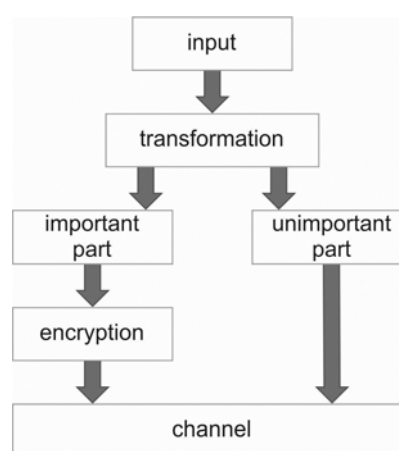 input
transformation
important
part
unimportant
part
encryption
channel